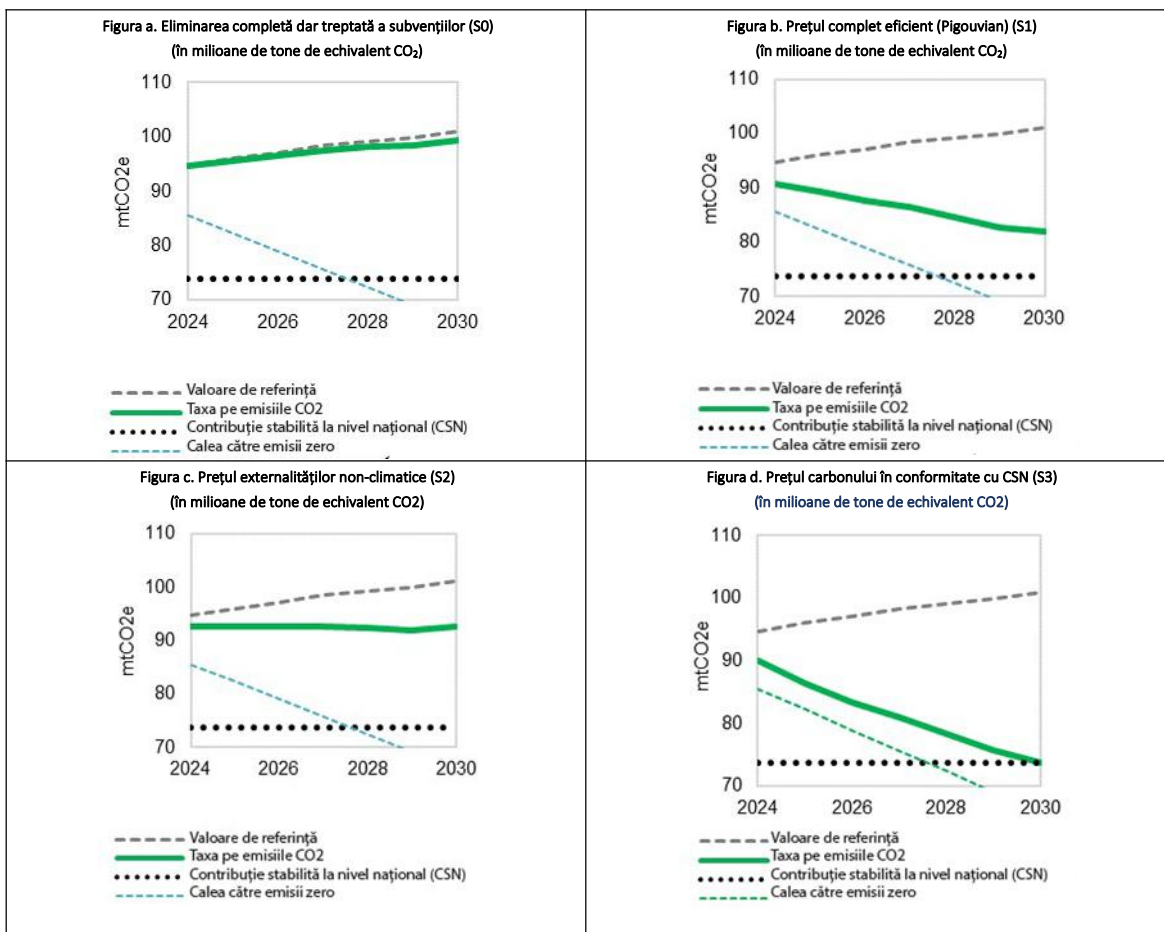 Figura a. Eliminarea completă dar treptată a subvențiilor (S0)
(în milioane de tone de echivalent CO₂)
110
100
90
80
70
mtCO2e
2024 2026 2028 2030
Valoare de referință
Taxa pe emisiile CO2
Contribuție stabilită la nivel național (CSN)
Calea către emisii zero
Figura b. Prețul complet eficient (Pigouvian) (S1)
(în milioane de tone de echivalent CO₂)
110
100
90
80
70
mtCO2e
2024 2026 2028 2030
Valoare de referință
Taxa pe emisiile CO2
Contribuție stabilită la nivel național (CSN)
Calea către emisii zero
Figura c. Prețul externalităților non-climatice (S2)
(în milioane de tone de echivalent CO2)
110
100
90
80
70
mtCO2e
2024 2026 2028 2030
Valoare de referință
Taxa pe emisiile CO2
Contribuție stabilită la nivel național (CSN)
Calea către emisii zero
Figura d. Prețul carbonului în conformitate cu CSN (S3)
(în milioane de tone de echivalent CO2)
110
100
90
80
70
mtCO2e
2024 2026 2028 2030
Valoare de referință
Taxa pe emisiile CO2
Contribuție stabilită la nivel național (CSN)
Calea către emisii zero